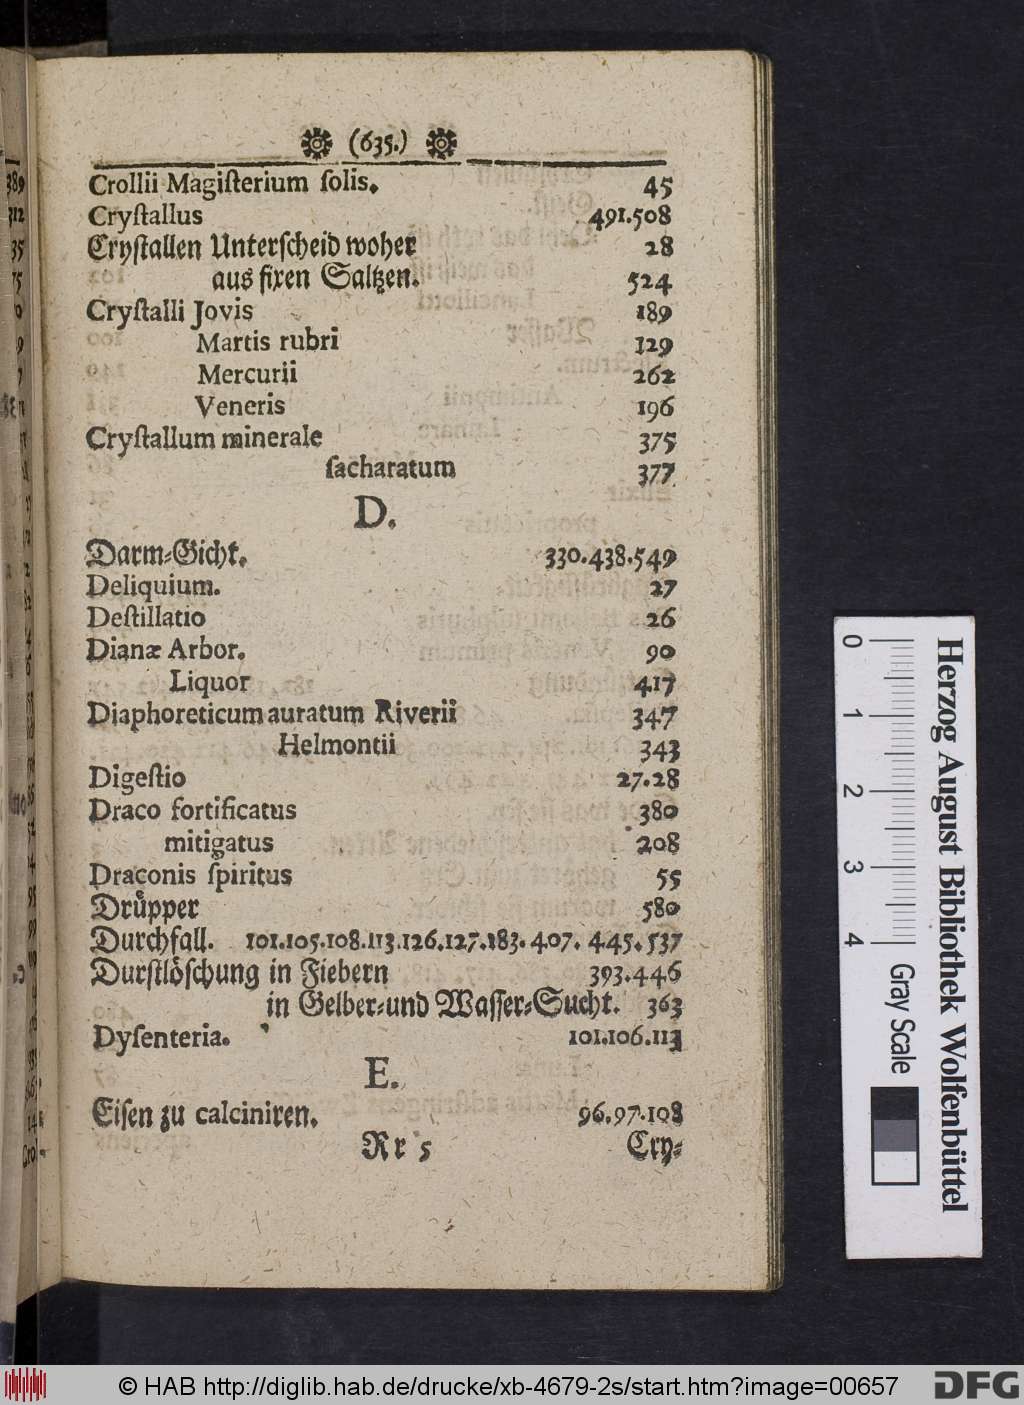 (635.)
Crollii Magiſterium ſolis. 45
Cryſtallus 491.508
Cryſtallen Unterſcheid woher 28
aus fixen Saltzen. 524
Cryſtalli Jovis 189
Martis rubri 129
Mercurii 262
Veneris 196
Cryſtallum minerale 375
ſacharatum 377
D.
Darm⸗Gicht. 330.438.549
Deliquium. 27
Deſtillatio 26
Dianæ Arbor. 90
Liquor 417
Diaphoreticum auratum Riverii 347
Helmontii 343
Digeſtio 27.28
Draco fortificatus 380
mitigatus 208
Draconis ſpiritus 55
Druͤpper 580
Durchfall. 101.105.108.113.126.127.183.407.445.537
Durſtlöſchung in Fiebern 393.446
in Gelber⸗und Waſſer⸗Sucht. 363
Dyſenteria. 101.106.113
E.
Eiſen zu calciniren. 96.97.108
Rr 5 Cry⸗
389
312
35
75
Herzog August Bibliothek Wolfenbüttel
0 1 2 3 4 Gray Scale
© HAB http://diglib.hab.de/drucke/xb-4679-2s/start.htm?image=00657
DFG